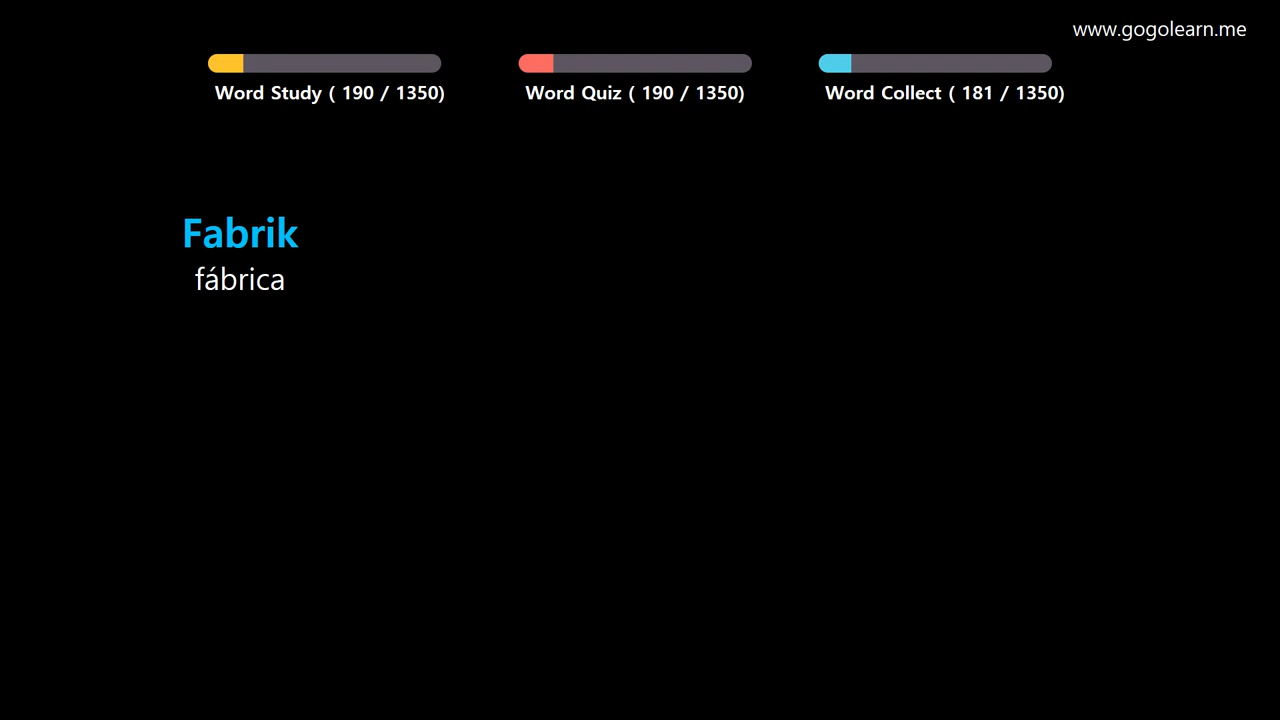 www.gogolearn.me
Word Study ( 190 / 1350)
Word Quiz ( 190 / 1350)
Word Collect ( 181 / 1350)
Fabrik
fábrica